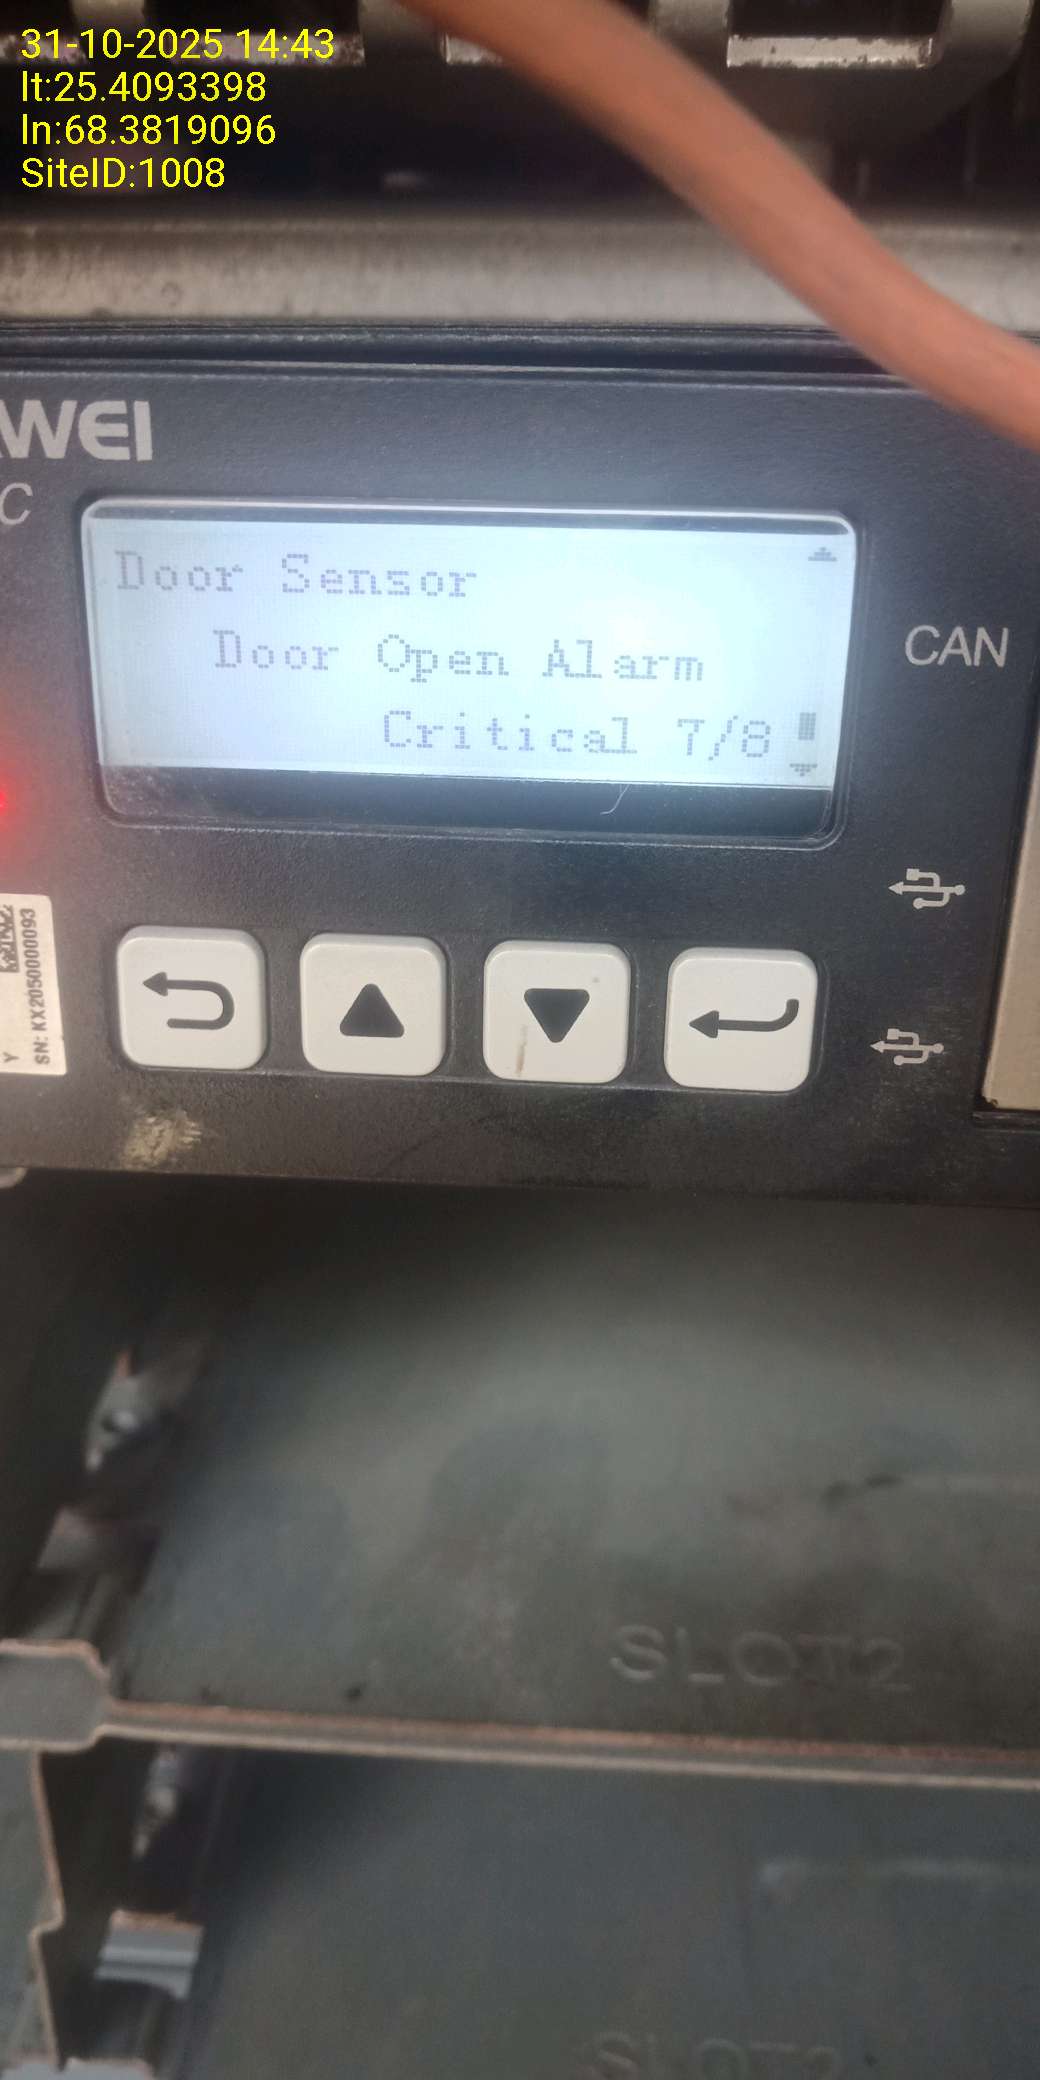 31-10-2025 14:43
lt:25.4093398
ln:68.3819096
SiteID:1008
AWEI
C
Door Sensor
Door Open Alarm
Critical 7/8
CAN
Y
SN: KX2050000093
SLOT2